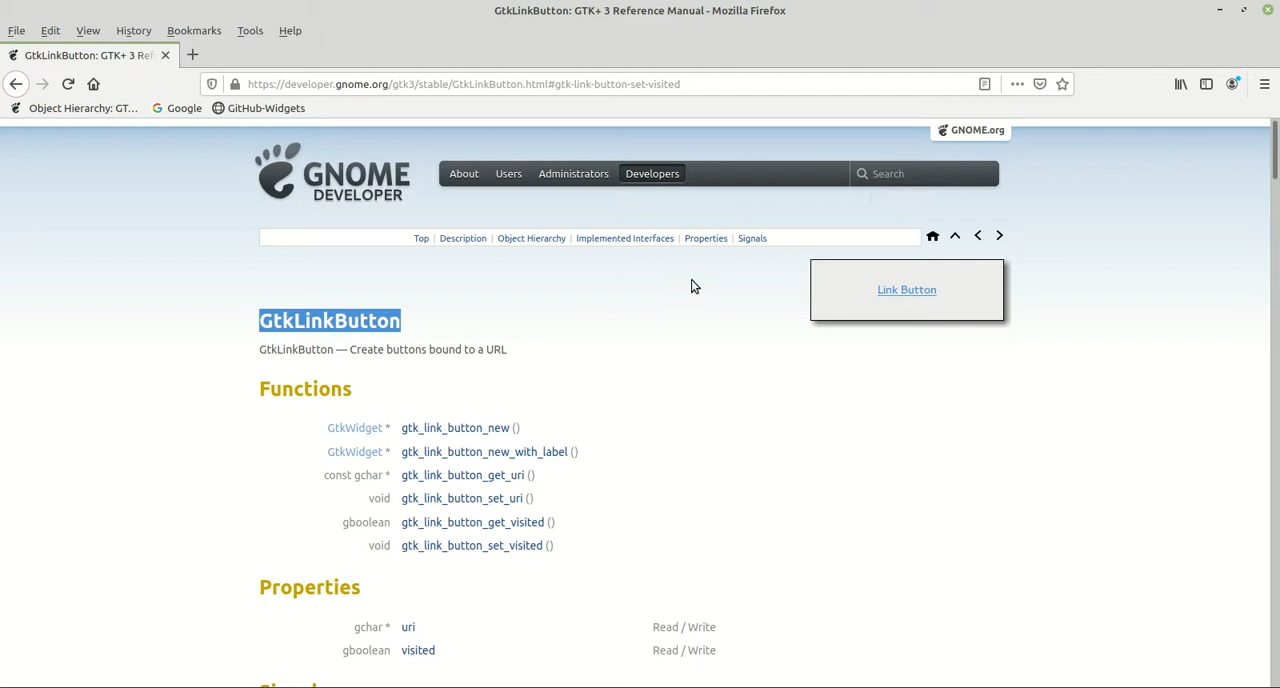 GtkLinkButton: GTK+ 3 Reference Manual - Mozilla Firefox
File Edit View History Bookmarks Tools Help
GtkLinkButton: GTK+ 3 Ref
https://developer.gnome.org/gtk3/stable/GtkLinkButton.html#gtk-link-button-set-visited
Object Hierarchy: GT... Google GitHub-Widgets
GNOME.org
GNOME
DEVELOPER
About Users Administrators Developers Search
Top | Description | Object Hierarchy | Implemented Interfaces | Properties | Signals
Link Button
GtkLinkButton
GtkLinkButton — Create buttons bound to a URL
Functions
GtkWidget * gtk_link_button_new ()
GtkWidget * gtk_link_button_new_with_label ()
const gchar * gtk_link_button_get_uri ()
void gtk_link_button_set_uri ()
gboolean gtk_link_button_get_visited ()
void gtk_link_button_set_visited ()
Properties
gchar * uri Read / Write
gboolean visited Read / Write